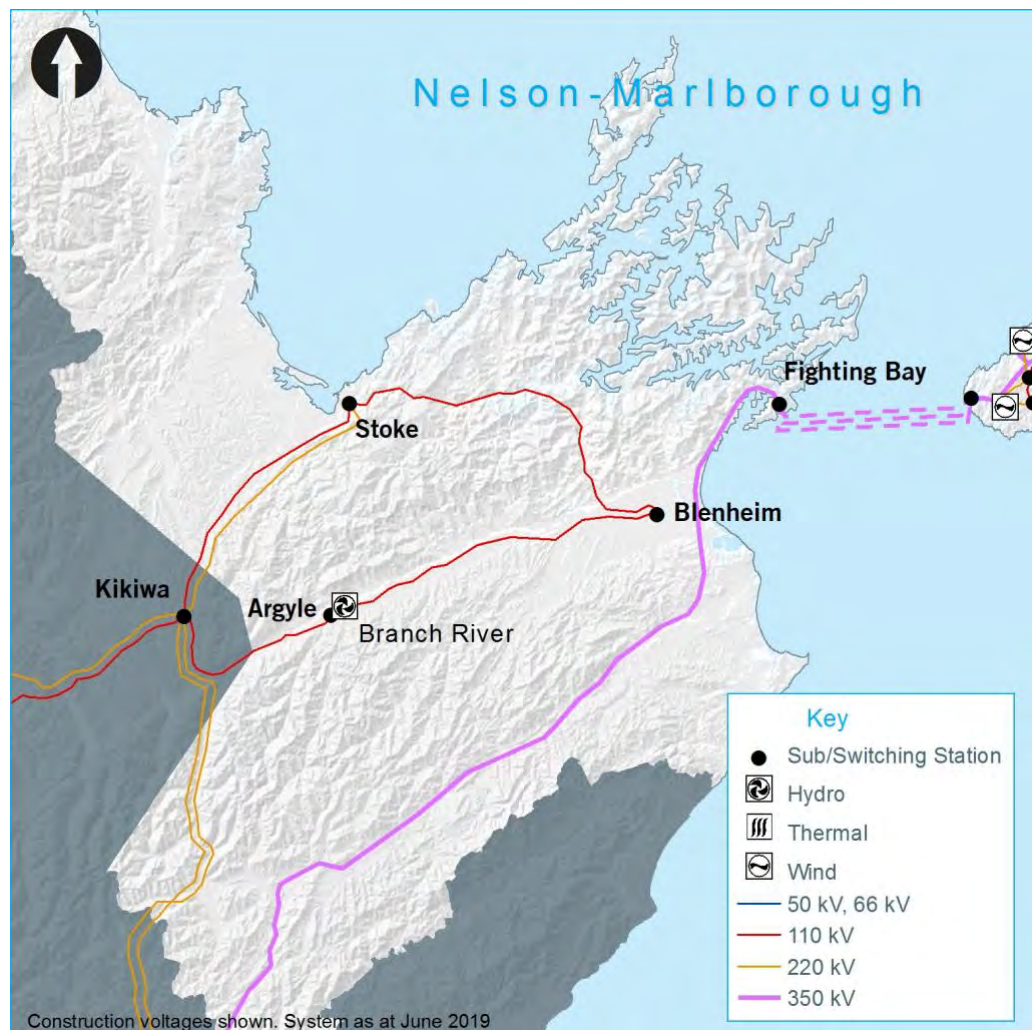 Nelson-Marlborough
Fighting Bay
Stoke
Blenheim
Kikiwa
Argyle
Branch River
Key
Sub/Switching Station
Hydro
Thermal
Wind
50 kV, 66 kV
110 kV
220 kV
350 kV
Construction voltages shown. System as at June 2019